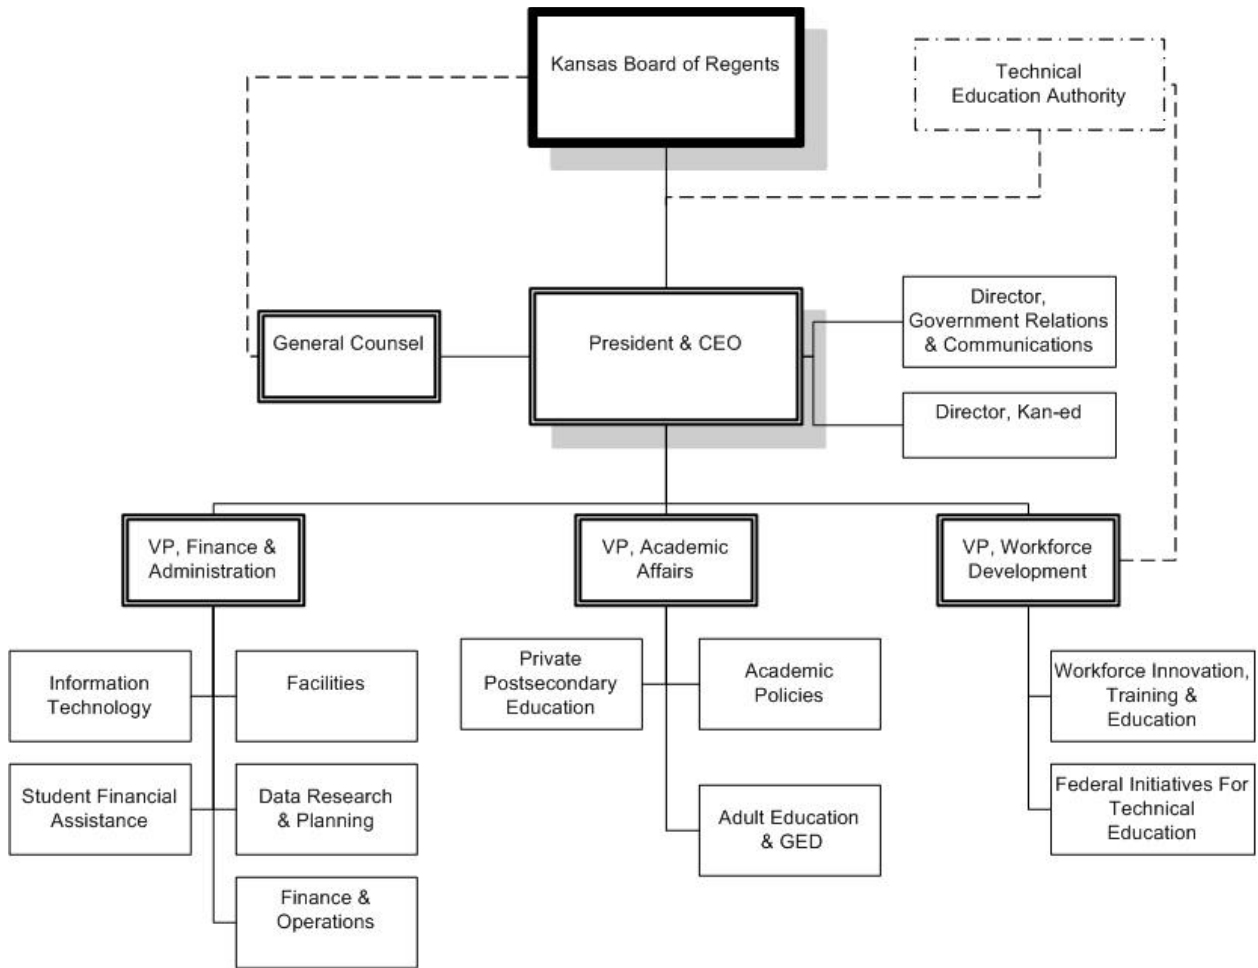 Kansas Board of Regents
Technical
Education Authority
General Counsel
President & CEO
Director,
Government Relations
& Communications
Director, Kan-ed
VP, Finance &
Administration
VP, Academic
Affairs
VP, Workforce
Development
Information
Technology
Facilities
Student Financial
Assistance
Data Research
& Planning
Finance &
Operations
Private
Postsecondary
Education
Academic
Policies
Adult Education
& GED
Workforce Innovation,
Training &
Education
Federal Initiatives For
Technical
Education